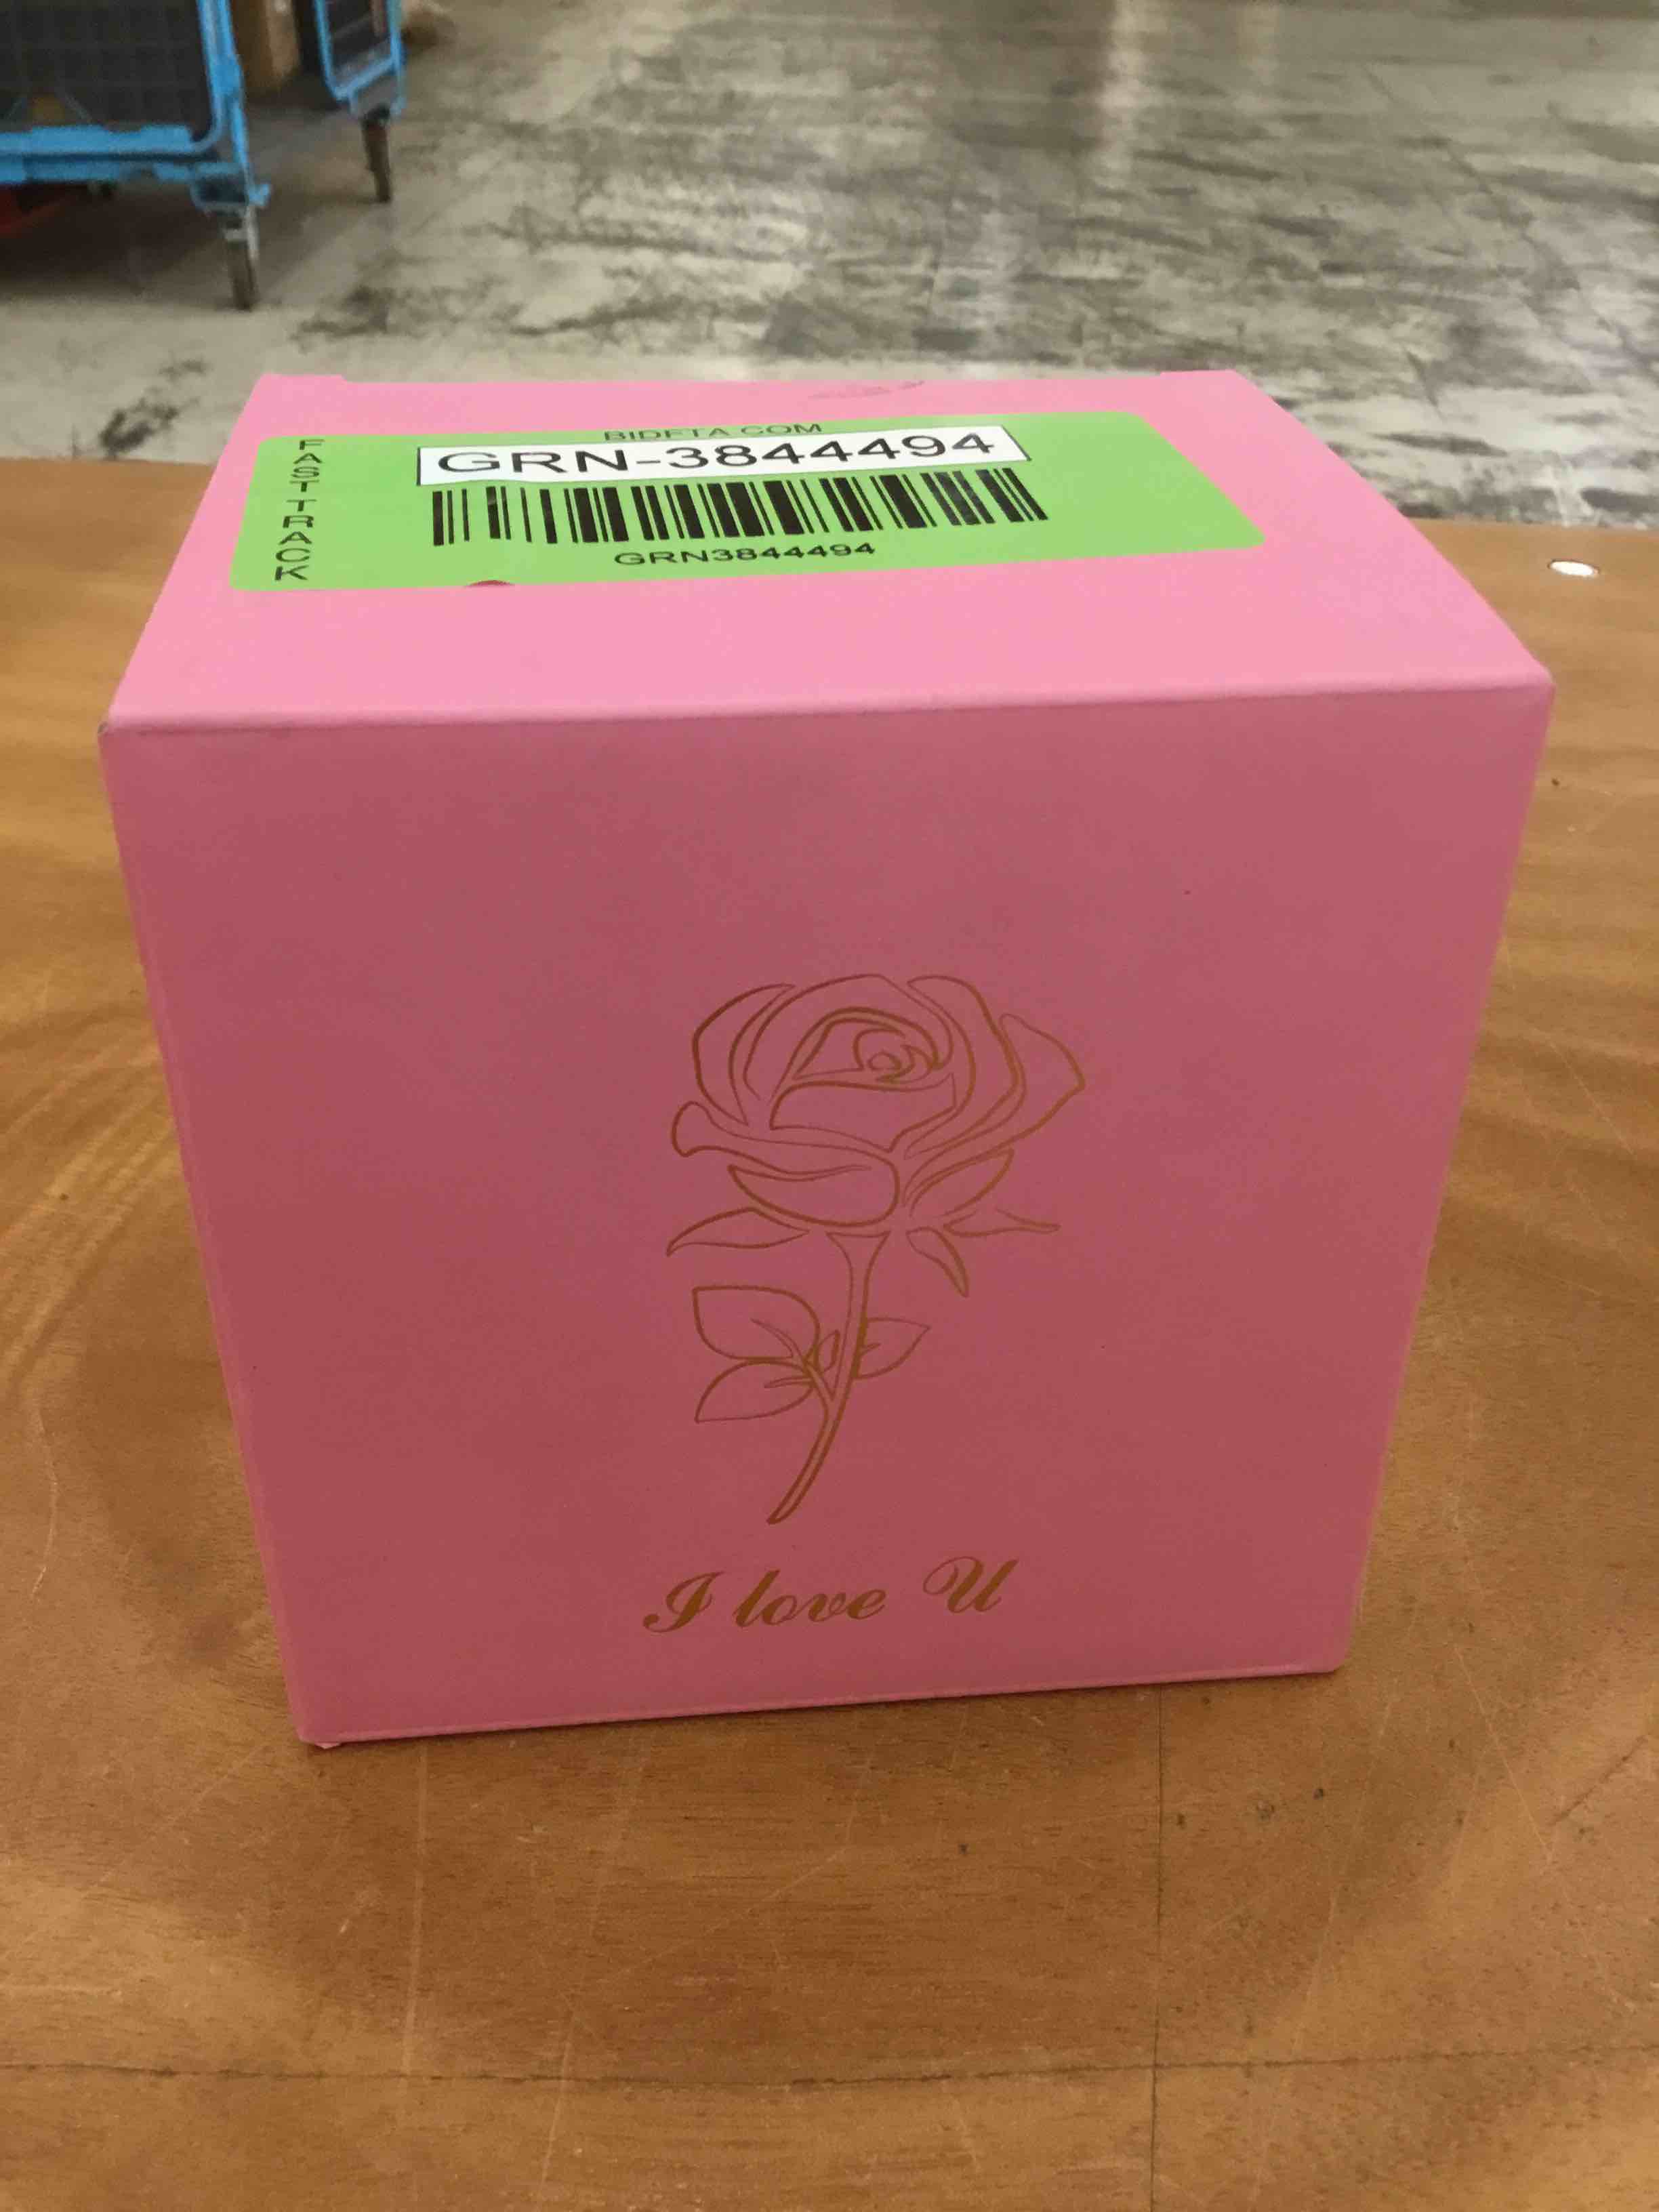 FAST TRACK
BIDFTA.COM
GRN-3844494
GRN3844494
I love U